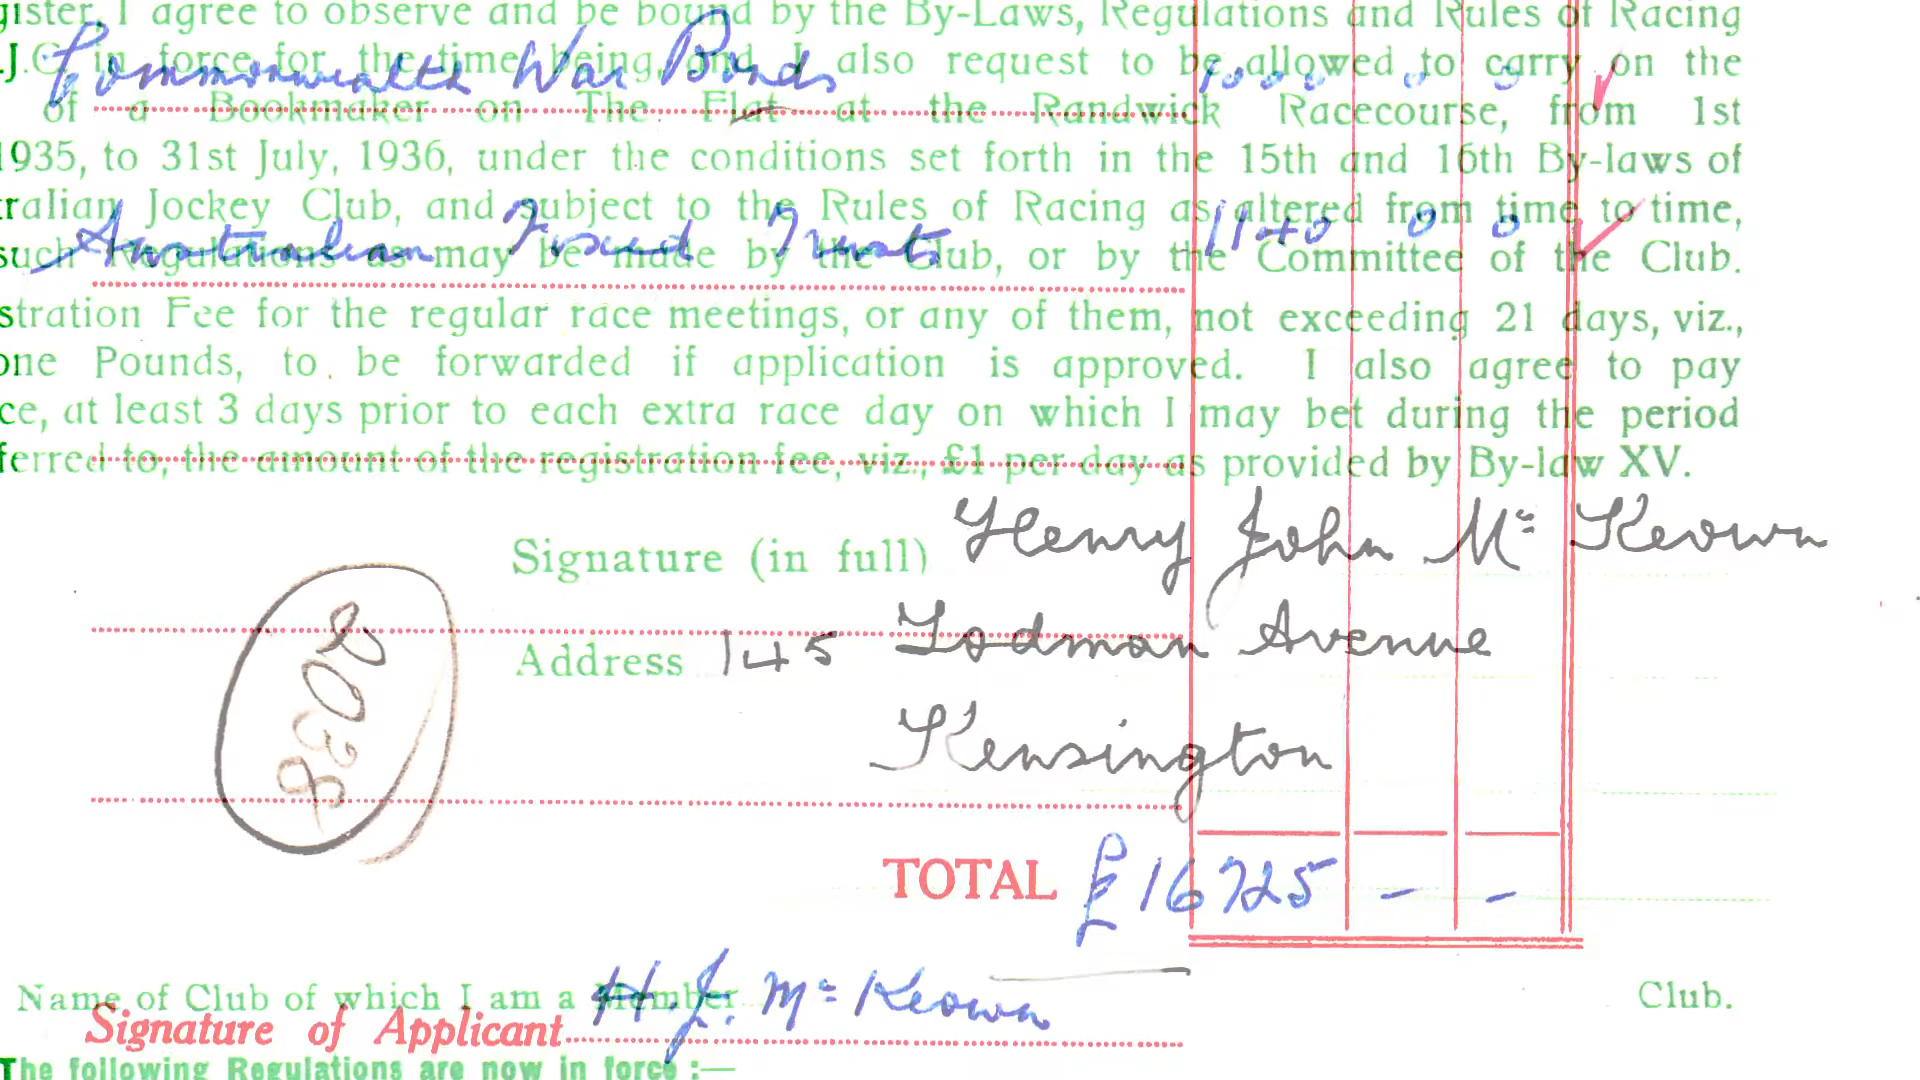 gister, I agree to observe and be bound by the By-Laws, Regulations and Rules of Racing
.J.C. in force for the time being, and I also request to be allowed to carry on the
Commonwealth War Bonds 1000 0 0
of a Bookmaker on The Flat at the Randwick Racecourse, from 1st
1935, to 31st July, 1936, under the conditions set forth in the 15th and 16th By-laws of
ralian Jockey Club, and subject to the Rules of Racing as altered from time to time,
Australian Fixed Trusts 1140 0 0
such Regulations as may be made by the Club, or by the Committee of the Club.
stration Fee for the regular race meetings, or any of them, not exceeding 21 days, viz.,
one Pounds, to be forwarded if application is approved. I also agree to pay
ce, at least 3 days prior to each extra race day on which I may bet during the period
ferred to, the amount of the registration fee, viz., £1 per day as provided by By-law XV.
Signature (in full) Henry John Mc Keown
Address 145 Todman Avenue
Kensington
2038
TOTAL £16725 - -
Name of Club of which I am a Member Club.
Signature of Applicant H. J. Mc Keown
The following Regulations are now in force :—